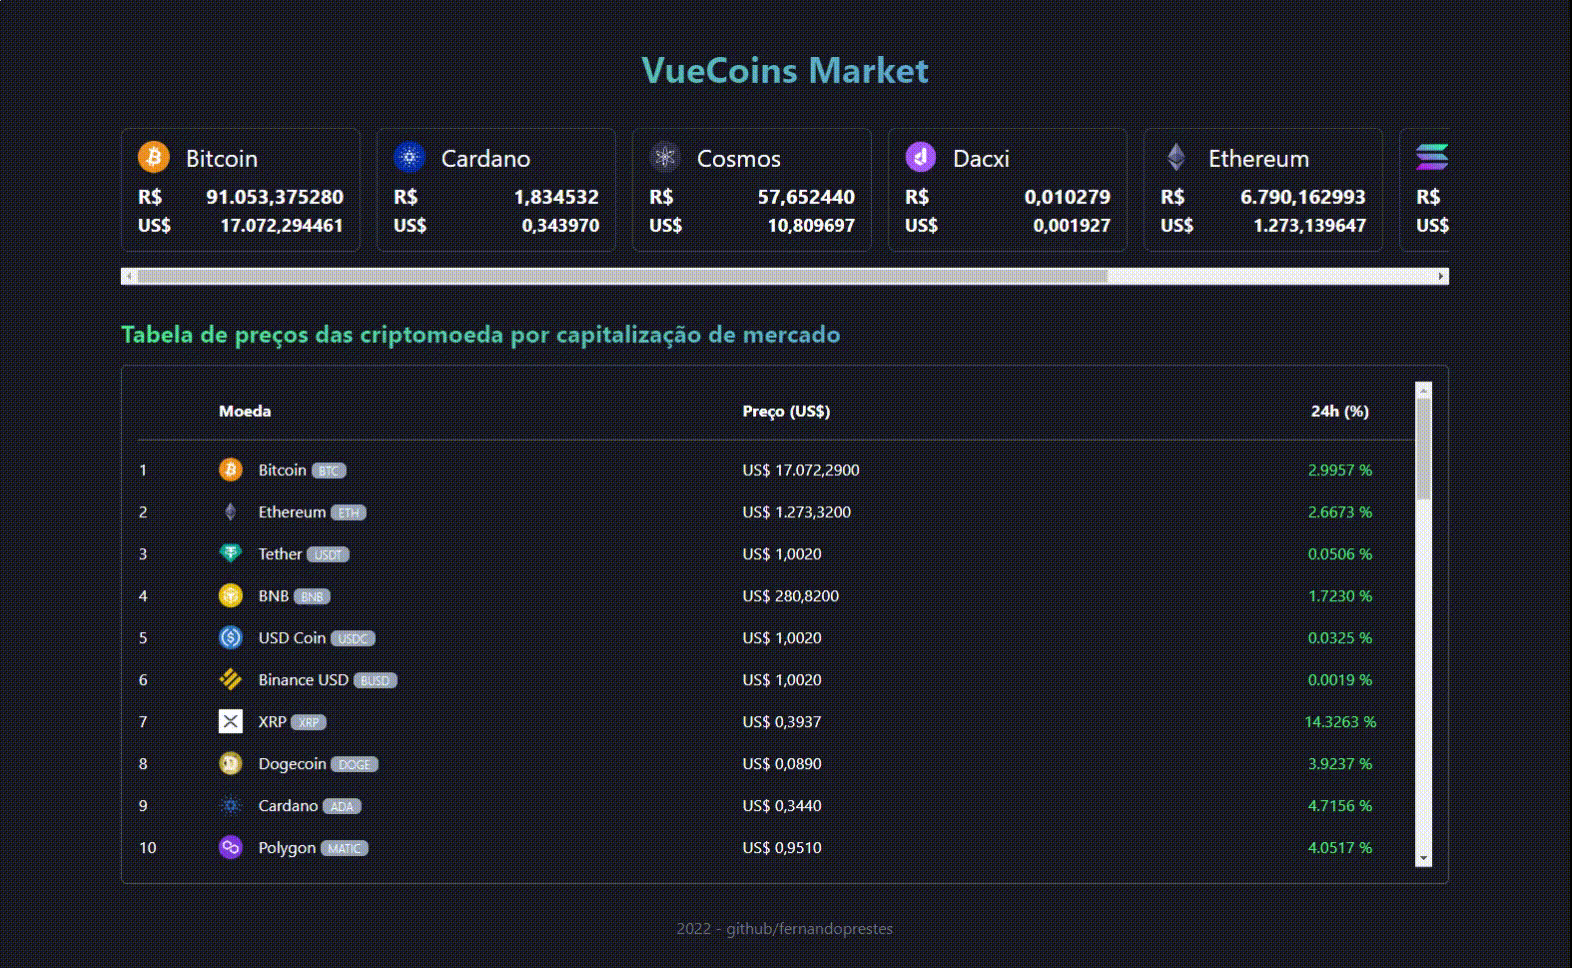 VueCoins Market
Bitcoin
R$ 91.053,375280
US$ 17.072,294461
Cardano
R$ 1,834532
US$ 0,343970
Cosmos
R$ 57,652440
US$ 10,809697
Dacxi
R$ 0,010279
US$ 0,001927
Ethereum
R$ 6.790,162993
US$ 1.273,139647
R$
US$
Tabela de preços das criptomoeda por capitalização de mercado
Moeda Preço (US$) 24h (%)
1 Bitcoin BTC US$ 17.072,2900 2.9957 %
2 Ethereum ETH US$ 1.273,3200 2.6673 %
3 Tether USDT US$ 1,0020 0.0506 %
4 BNB BNB US$ 280,8200 1.7230 %
5 USD Coin USDC US$ 1,0020 0.0325 %
6 Binance USD BUSD US$ 1,0020 0.0019 %
7 XRP XRP US$ 0,3937 14.3263 %
8 Dogecoin DOGE US$ 0,0890 3.9237 %
9 Cardano ADA US$ 0,3440 4.7156 %
10 Polygon MATIC US$ 0,9510 4.0517 %
2022 - github/fernandoprestes